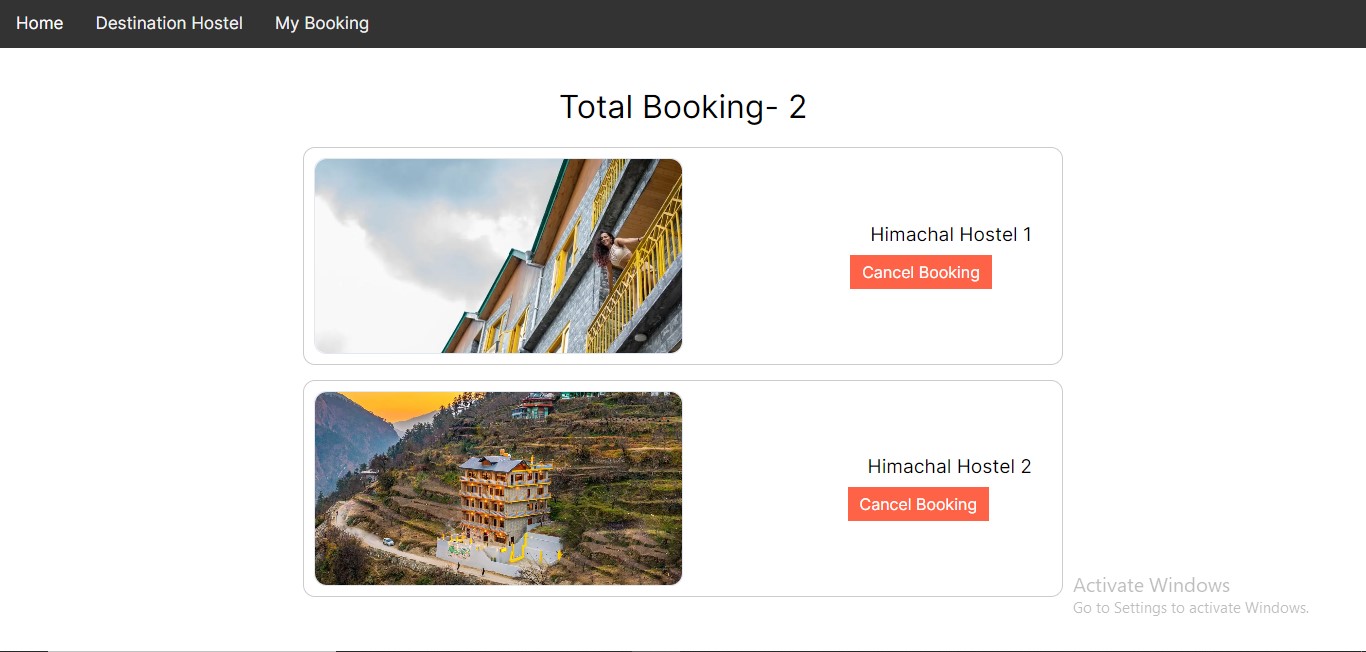 Home Destination Hostel My Booking
Total Booking- 2
Himachal Hostel 1
Cancel Booking
Himachal Hostel 2
Cancel Booking
Activate Windows
Go to Settings to activate Windows.